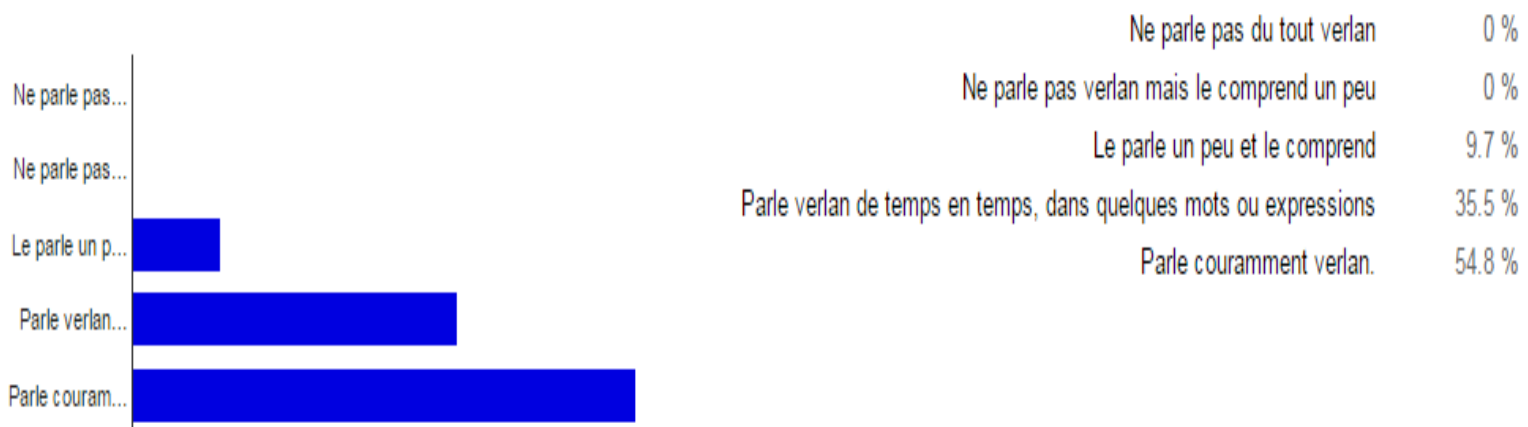 Ne parle pas...
Ne parle pas...
Le parle un p...
Parle verlan...
Parle couram...
Ne parle pas du tout verlan 0 %
Ne parle pas verlan mais le comprend un peu 0 %
Le parle un peu et le comprend 9.7 %
Parle verlan de temps en temps, dans quelques mots ou expressions 35.5 %
Parle couramment verlan. 54.8 %